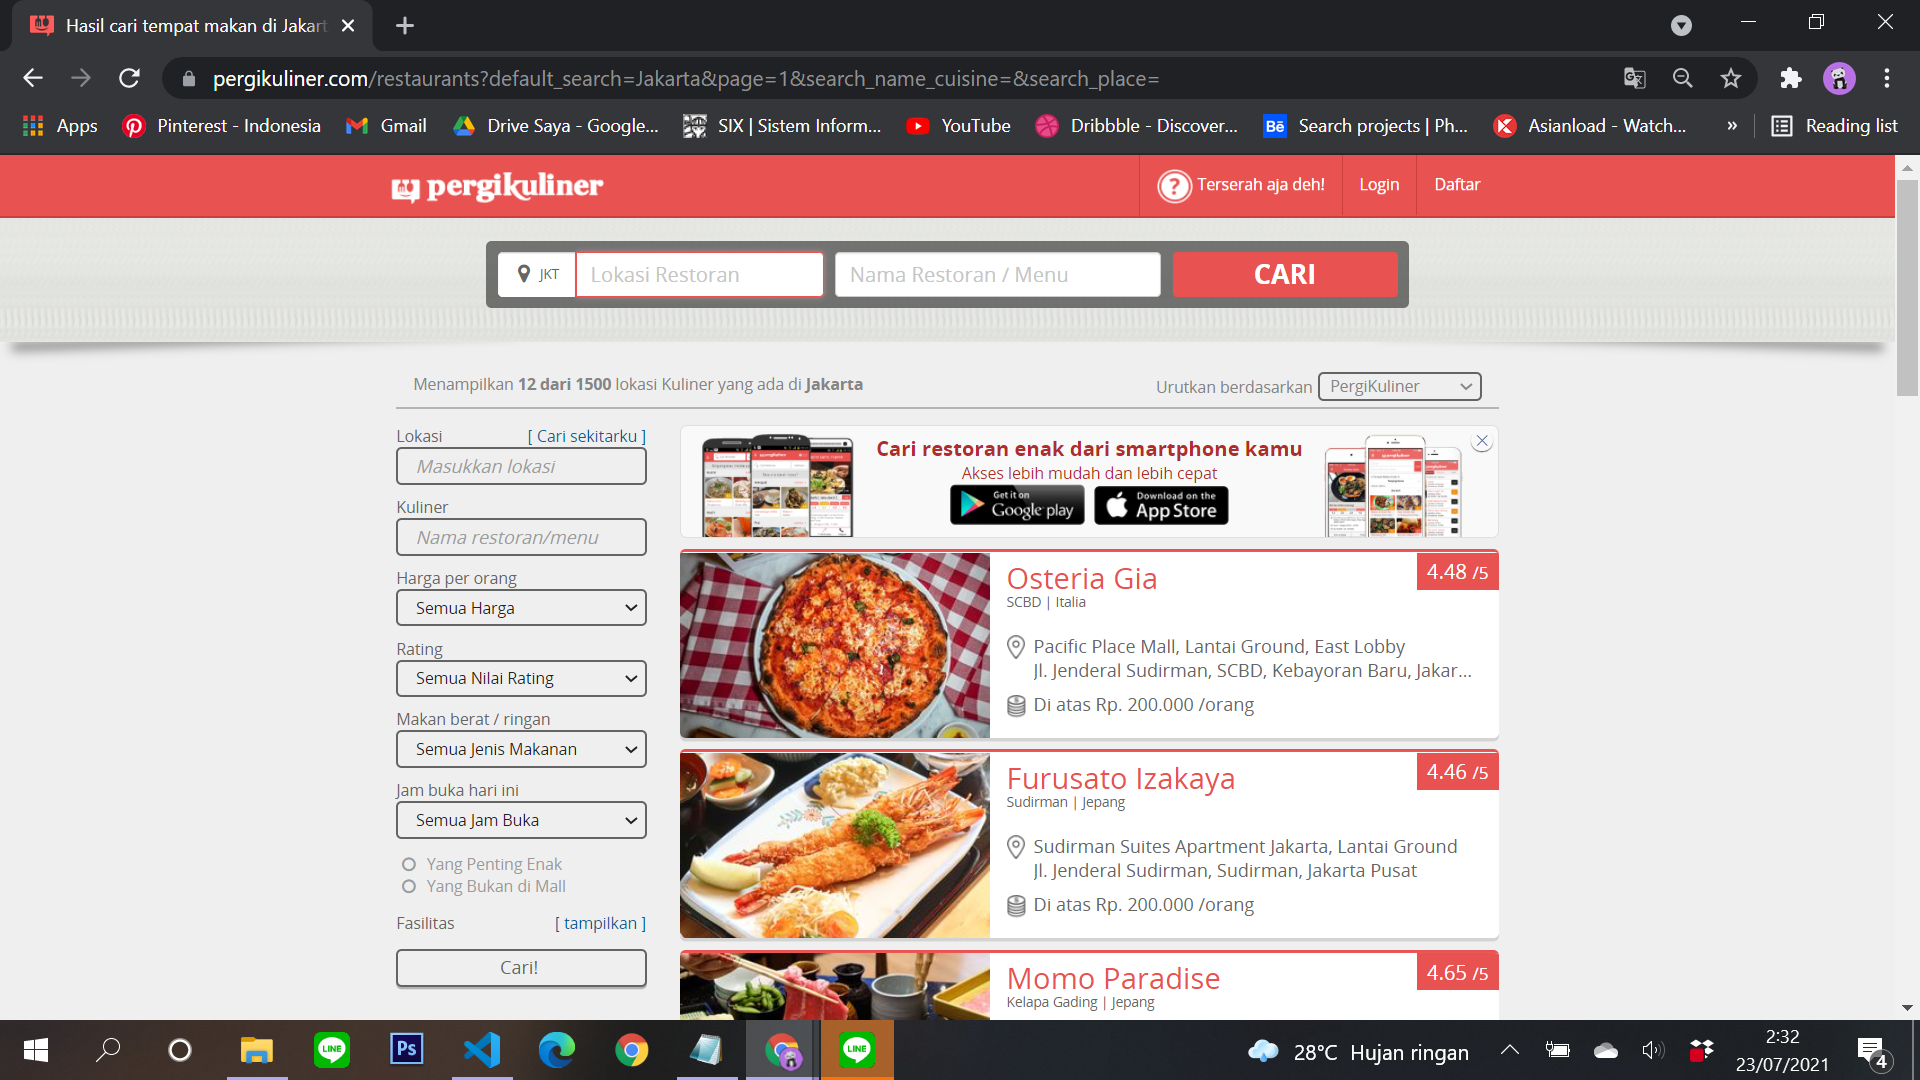 Hasil cari tempat makan di Jakart
pergikuliner.com/restaurants?default_search=Jakarta&page=1&search_name_cuisine=&search_place=
Apps
Pinterest - Indonesia
Gmail
Drive Saya - Google...
SIX | Sistem Inform...
YouTube
Dribbble - Discover...
Bē
Search projects | Ph...
Asianload - Watch...
»
Reading list
pergikuliner
? Terserah aja deh!
Login
Daftar
JKT
Lokasi Restoran
Nama Restoran / Menu
CARI
Menampilkan 12 dari 1500 lokasi Kuliner yang ada di Jakarta
Urutkan berdasarkan
PergiKuliner
Lokasi
[ Cari sekitarku ]
Masukkan lokasi
Kuliner
Nama restoran/menu
Harga per orang
Semua Harga
Rating
Semua Nilai Rating
Makan berat / ringan
Semua Jenis Makanan
Jam buka hari ini
Semua Jam Buka
Yang Penting Enak
Yang Bukan di Mall
Fasilitas
[ tampilkan ]
Cari!
Cari restoran enak dari smartphone kamu
Akses lebih mudah dan lebih cepat
Get it on
Google play
Download on the
App Store
Osteria Gia
4.48 /5
SCBD | Italia
Pacific Place Mall, Lantai Ground, East Lobby
Jl. Jenderal Sudirman, SCBD, Kebayoran Baru, Jakar...
Di atas Rp. 200.000 /orang
Furusato Izakaya
4.46 /5
Sudirman | Jepang
Sudirman Suites Apartment Jakarta, Lantai Ground
Jl. Jenderal Sudirman, Sudirman, Jakarta Pusat
Di atas Rp. 200.000 /orang
Momo Paradise
4.65 /5
Kelapa Gading | Jepang
LINE
Ps
LINE
28°C Hujan ringan
2:32
23/07/2021
4